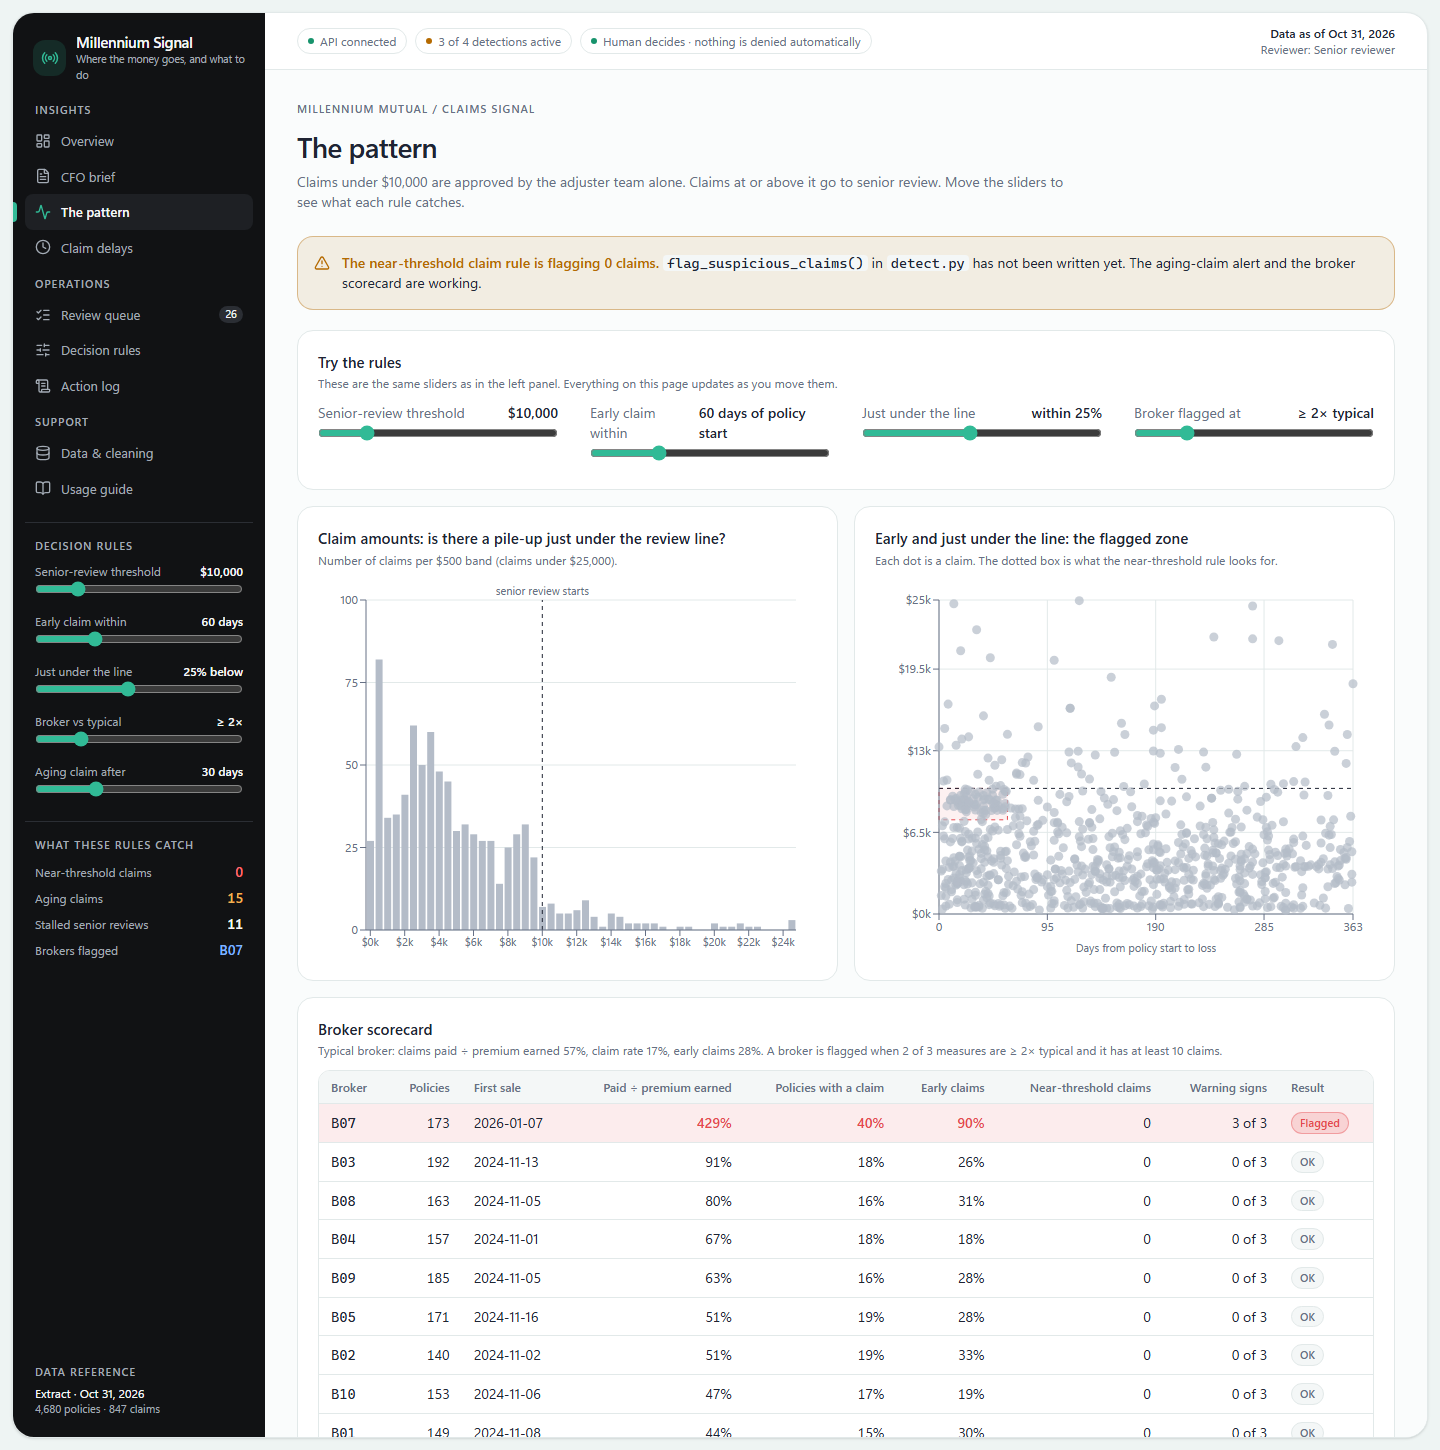 Millennium Signal
Where the money goes, and what to
do
INSIGHTS
Overview
CFO brief
The pattern
Claim delays
OPERATIONS
Review queue 26
Decision rules
Action log
SUPPORT
Data & cleaning
Usage guide
DECISION RULES
Senior-review threshold $10,000
Early claim within 60 days
Just under the line 25% below
Broker vs typical ≥ 2×
Aging claim after 30 days
WHAT THESE RULES CATCH
Near-threshold claims 0
Aging claims 15
Stalled senior reviews 11
Brokers flagged B07
DATA REFERENCE
Extract · Oct 31, 2026
4,680 policies · 847 claims
API connected
3 of 4 detections active
Human decides · nothing is denied automatically
Data as of Oct 31, 2026
Reviewer: Senior reviewer
MILLENNIUM MUTUAL / CLAIMS SIGNAL
The pattern
Claims under $10,000 are approved by the adjuster team alone. Claims at or above it go to senior review. Move the sliders to
see what each rule catches.
The near-threshold claim rule is flagging 0 claims. flag_suspicious_claims() in detect.py has not been written yet. The aging-claim alert and the broker
scorecard are working.
Try the rules
These are the same sliders as in the left panel. Everything on this page updates as you move them.
Senior-review threshold $10,000
Early claim within 60 days of policy start
Just under the line within 25%
Broker flagged at ≥ 2× typical
Claim amounts: is there a pile-up just under the review line?
Number of claims per $500 band (claims under $25,000).
senior review starts
100
75
50
25
0
$0k $2k $4k $6k $8k $10k $12k $14k $16k $18k $20k $22k $24k
Early and just under the line: the flagged zone
Each dot is a claim. The dotted box is what the near-threshold rule looks for.
$25k
$19.5k
$13k
$6.5k
$0k
0 95 190 285 363
Days from policy start to loss
Broker scorecard
Typical broker: claims paid ÷ premium earned 57%, claim rate 17%, early claims 28%. A broker is flagged when 2 of 3 measures are ≥ 2× typical and it has at least 10 claims.
Broker Policies First sale Paid ÷ premium earned Policies with a claim Early claims Near-threshold claims Warning signs Result
B07 173 2026-01-07 429% 40% 90% 0 3 of 3 Flagged
B03 192 2024-11-13 91% 18% 26% 0 0 of 3 OK
B08 163 2024-11-05 80% 16% 31% 0 0 of 3 OK
B04 157 2024-11-01 67% 18% 18% 0 0 of 3 OK
B09 185 2024-11-05 63% 16% 28% 0 0 of 3 OK
B05 171 2024-11-16 51% 19% 28% 0 0 of 3 OK
B02 140 2024-11-02 51% 19% 33% 0 0 of 3 OK
B10 153 2024-11-06 47% 17% 19% 0 0 of 3 OK
B01 149 2024-11-08 44% 15% 30% 0 0 of 3 OK